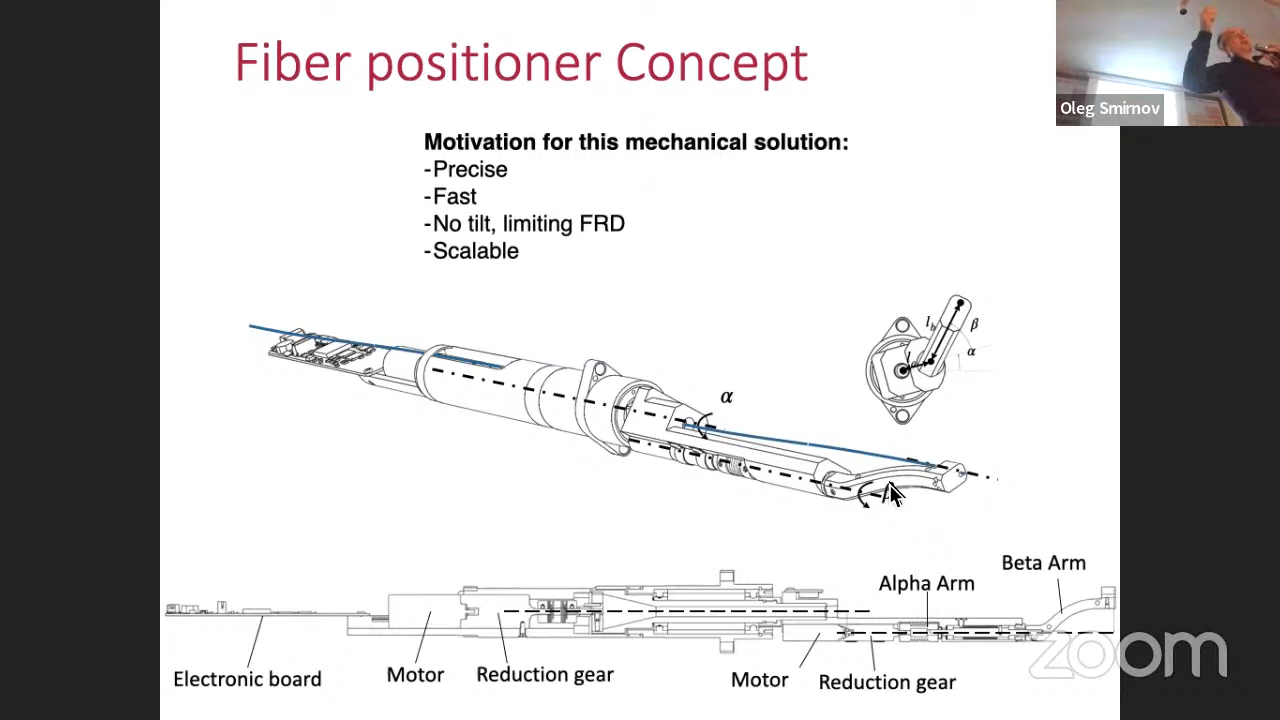 Fiber positioner Concept
Oleg Smirnov
Motivation for this mechanical solution:
-Precise
-Fast
-No tilt, limiting FRD
-Scalable
l_b
β
α
α
Beta Arm
Alpha Arm
Electronic board
Motor
Reduction gear
Motor
Reduction gear
zoom